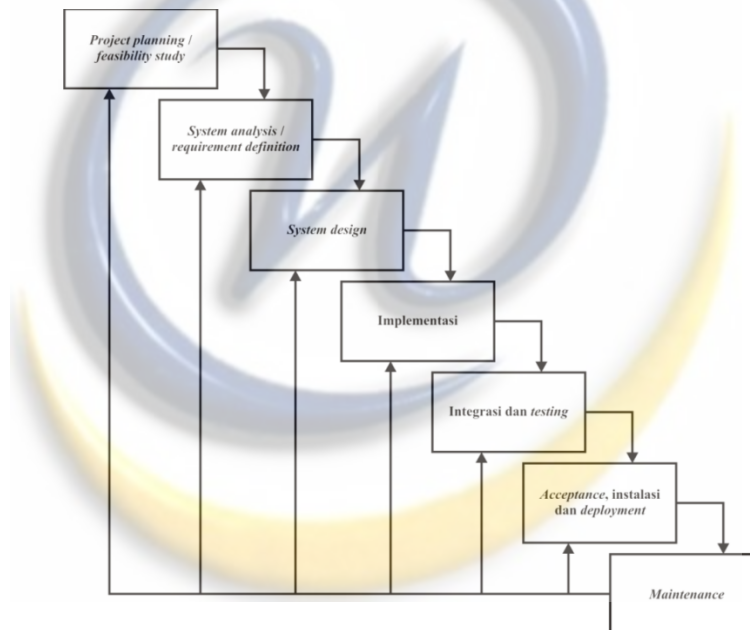 Project planning /
feasibility study
System analysis /
requirement definition
System design
Implementasi
Integrasi dan testing
Acceptance, instalasi
dan deployment
Maintenance